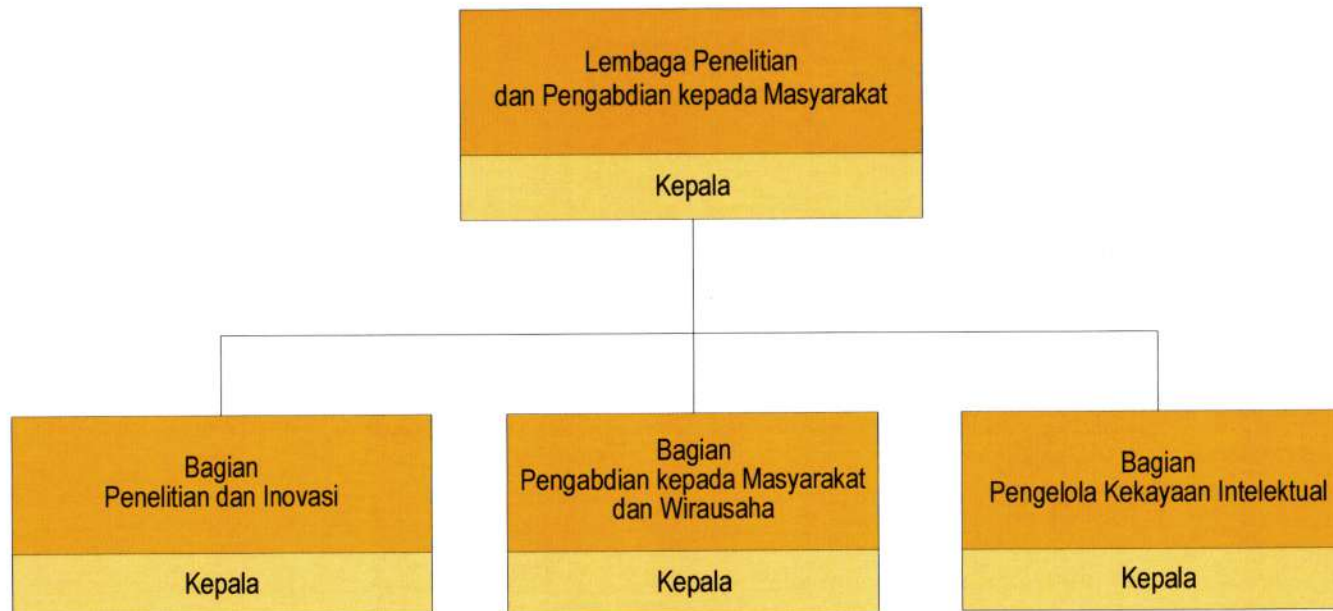 Lembaga Penelitian
dan Pengabdian kepada Masyarakat
Kepala
Bagian
Penelitian dan Inovasi
Kepala
Bagian
Pengabdian kepada Masyarakat
dan Wirausaha
Kepala
Bagian
Pengelola Kekayaan Intelektual
Kepala